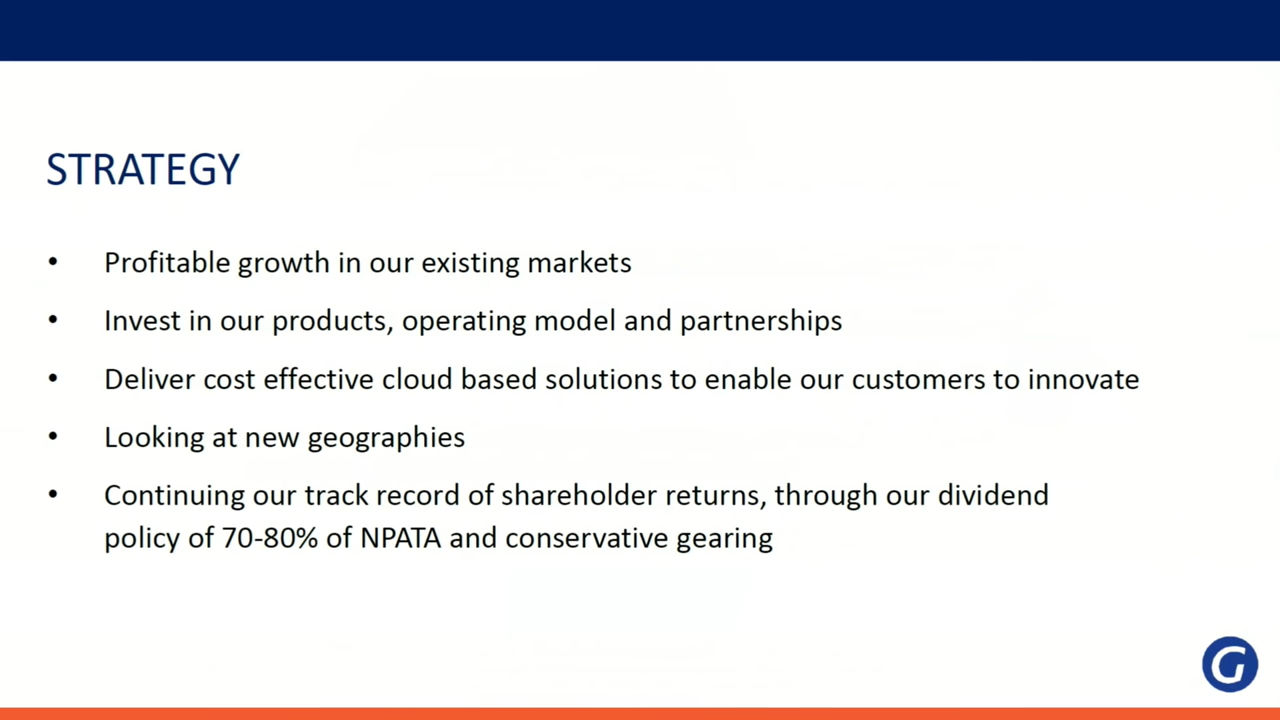 STRATEGY
• Profitable growth in our existing markets
• Invest in our products, operating model and partnerships
• Deliver cost effective cloud based solutions to enable our customers to innovate
• Looking at new geographies
• Continuing our track record of shareholder returns, through our dividend
policy of 70-80% of NPATA and conservative gearing
G